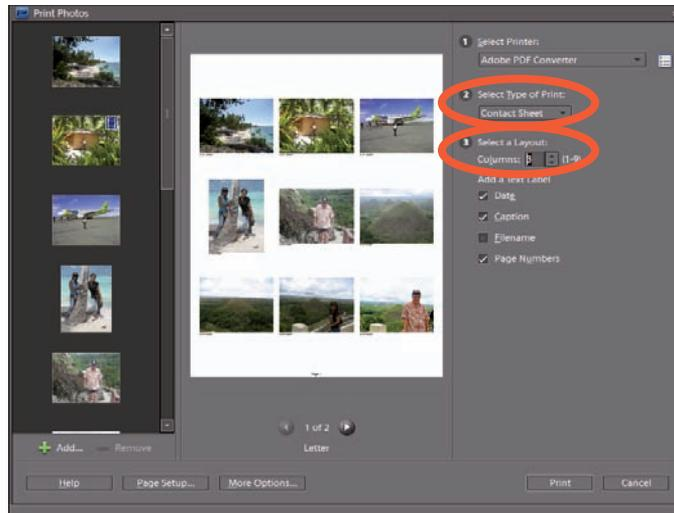 Print Photos
1 Select Printer:
Adobe PDF Converter
2 Select Type of Print:
Contact Sheet
3 Select a Layout:
Columns: 3 (1-9)
Add a Text Label
Date
Caption
Filename
Page Numbers
Page 1
1 of 2
Letter
Add... Remove
Help Page Setup... More Options... Print Cancel